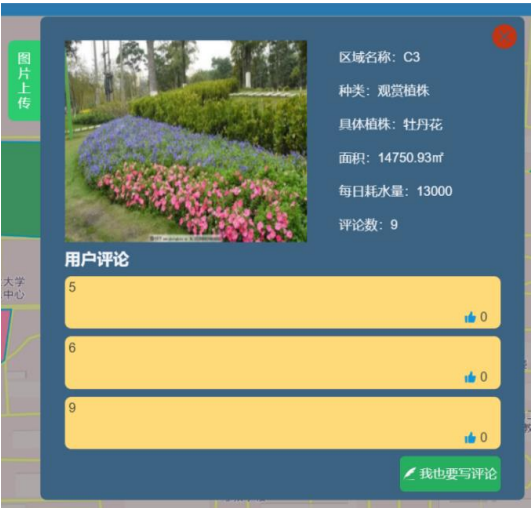 图片上传
区域名称：C3
种类：观赏植株
具体植株：牡丹花
面积：14750.93㎡
每日耗水量：13000
评论数：9
用户评论
大学
中心
5
0
6
0
9
0
我也要写评论